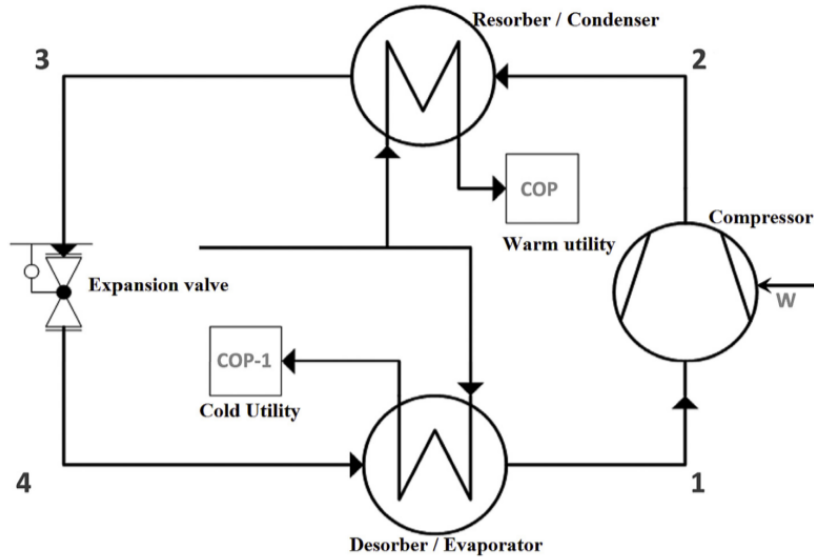 Resorber / Condenser
3
2
COP
Warm utility
Compressor
Expansion valve
W
COP-1
Cold Utility
4
1
Desorber / Evaporator